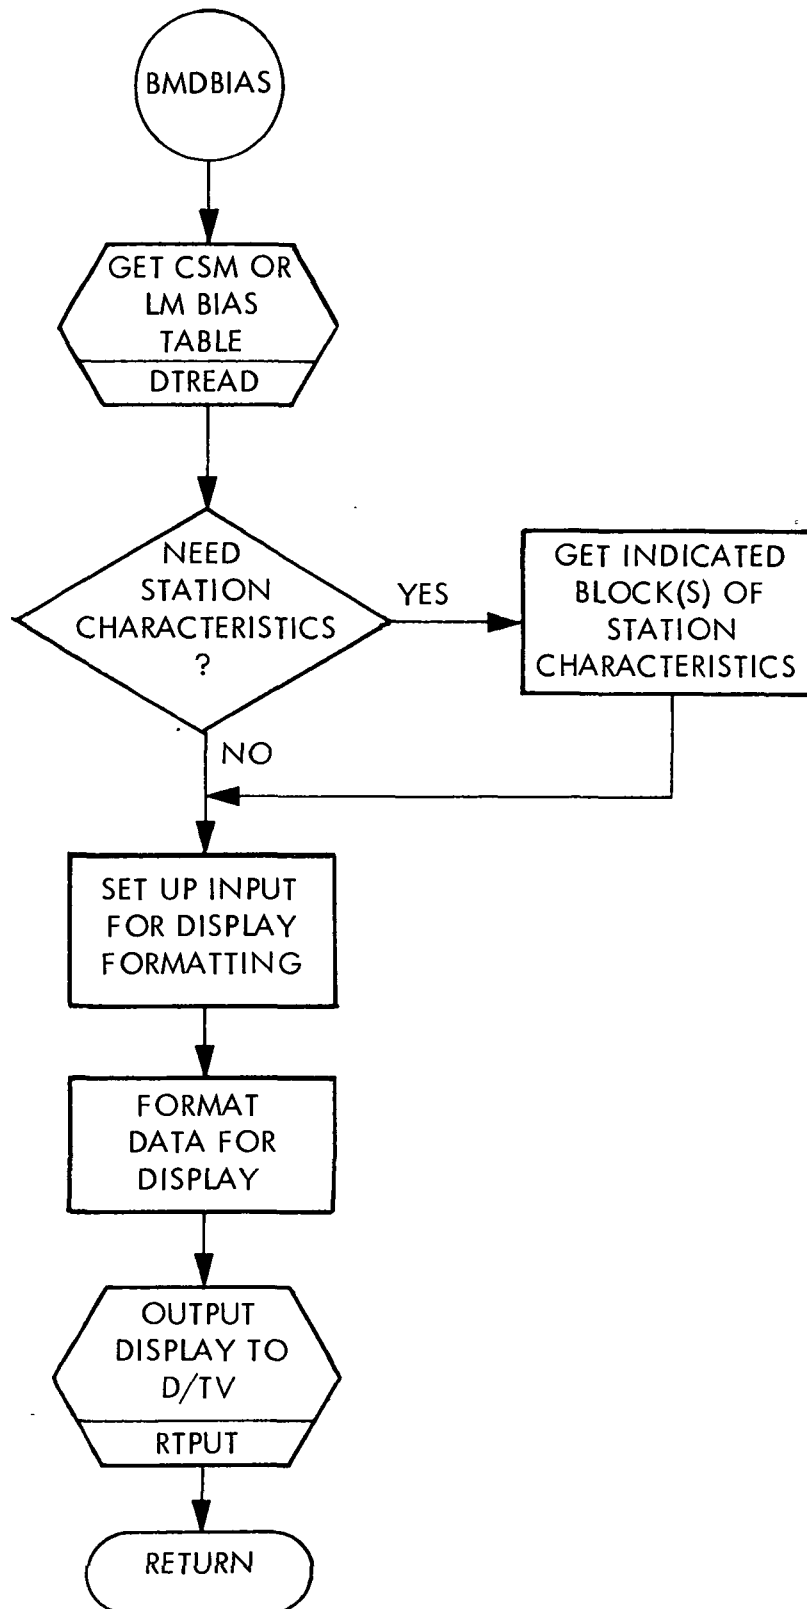 BMDBIAS
GET CSM OR
LM BIAS
TABLE
DTREAD
NEED
STATION
CHARACTERISTICS
?
YES
GET INDICATED
BLOCK(S) OF
STATION
CHARACTERISTICS
NO
SET UP INPUT
FOR DISPLAY
FORMATTING
FORMAT
DATA FOR
DISPLAY
OUTPUT
DISPLAY TO
D/TV
RTPUT
RETURN